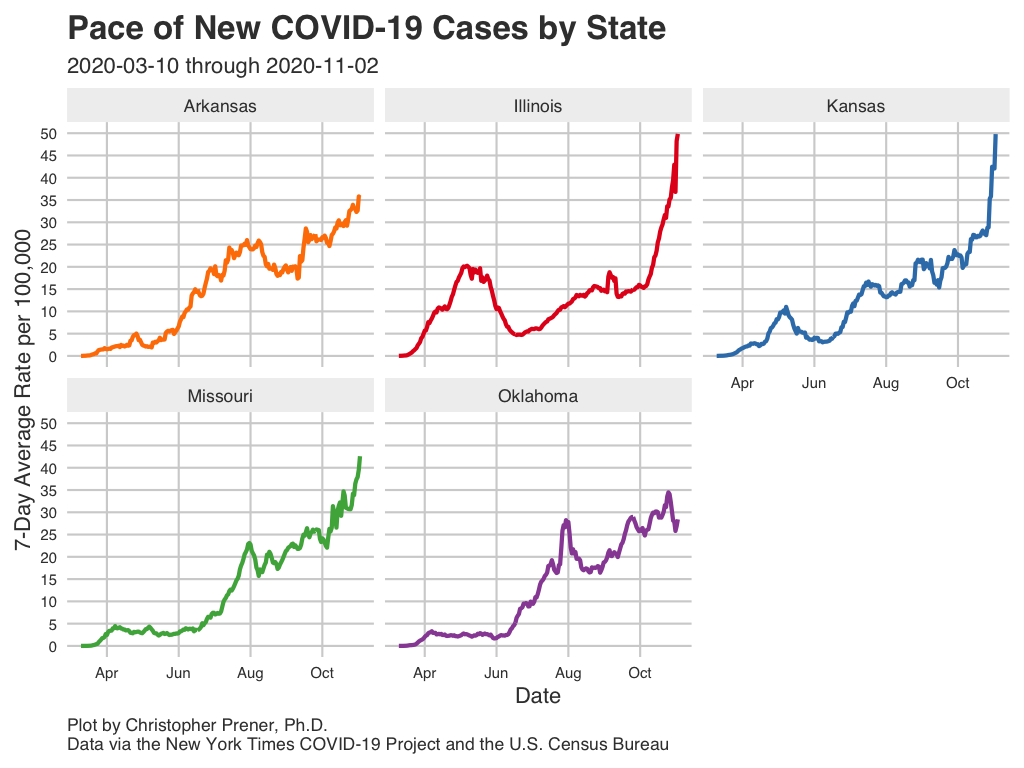 Pace of New COVID-19 Cases by State
2020-03-10 through 2020-11-02
Arkansas
Illinois
Kansas
50
45
40
35
30
25
20
15
10
5
0
Apr
Jun
Aug
Oct
Missouri
Oklahoma
50
45
40
35
30
25
20
15
10
5
0
Apr
Jun
Aug
Oct
Apr
Jun
Aug
Oct
7-Day Average Rate per 100,000
Date
Plot by Christopher Prener, Ph.D.
Data via the New York Times COVID-19 Project and the U.S. Census Bureau